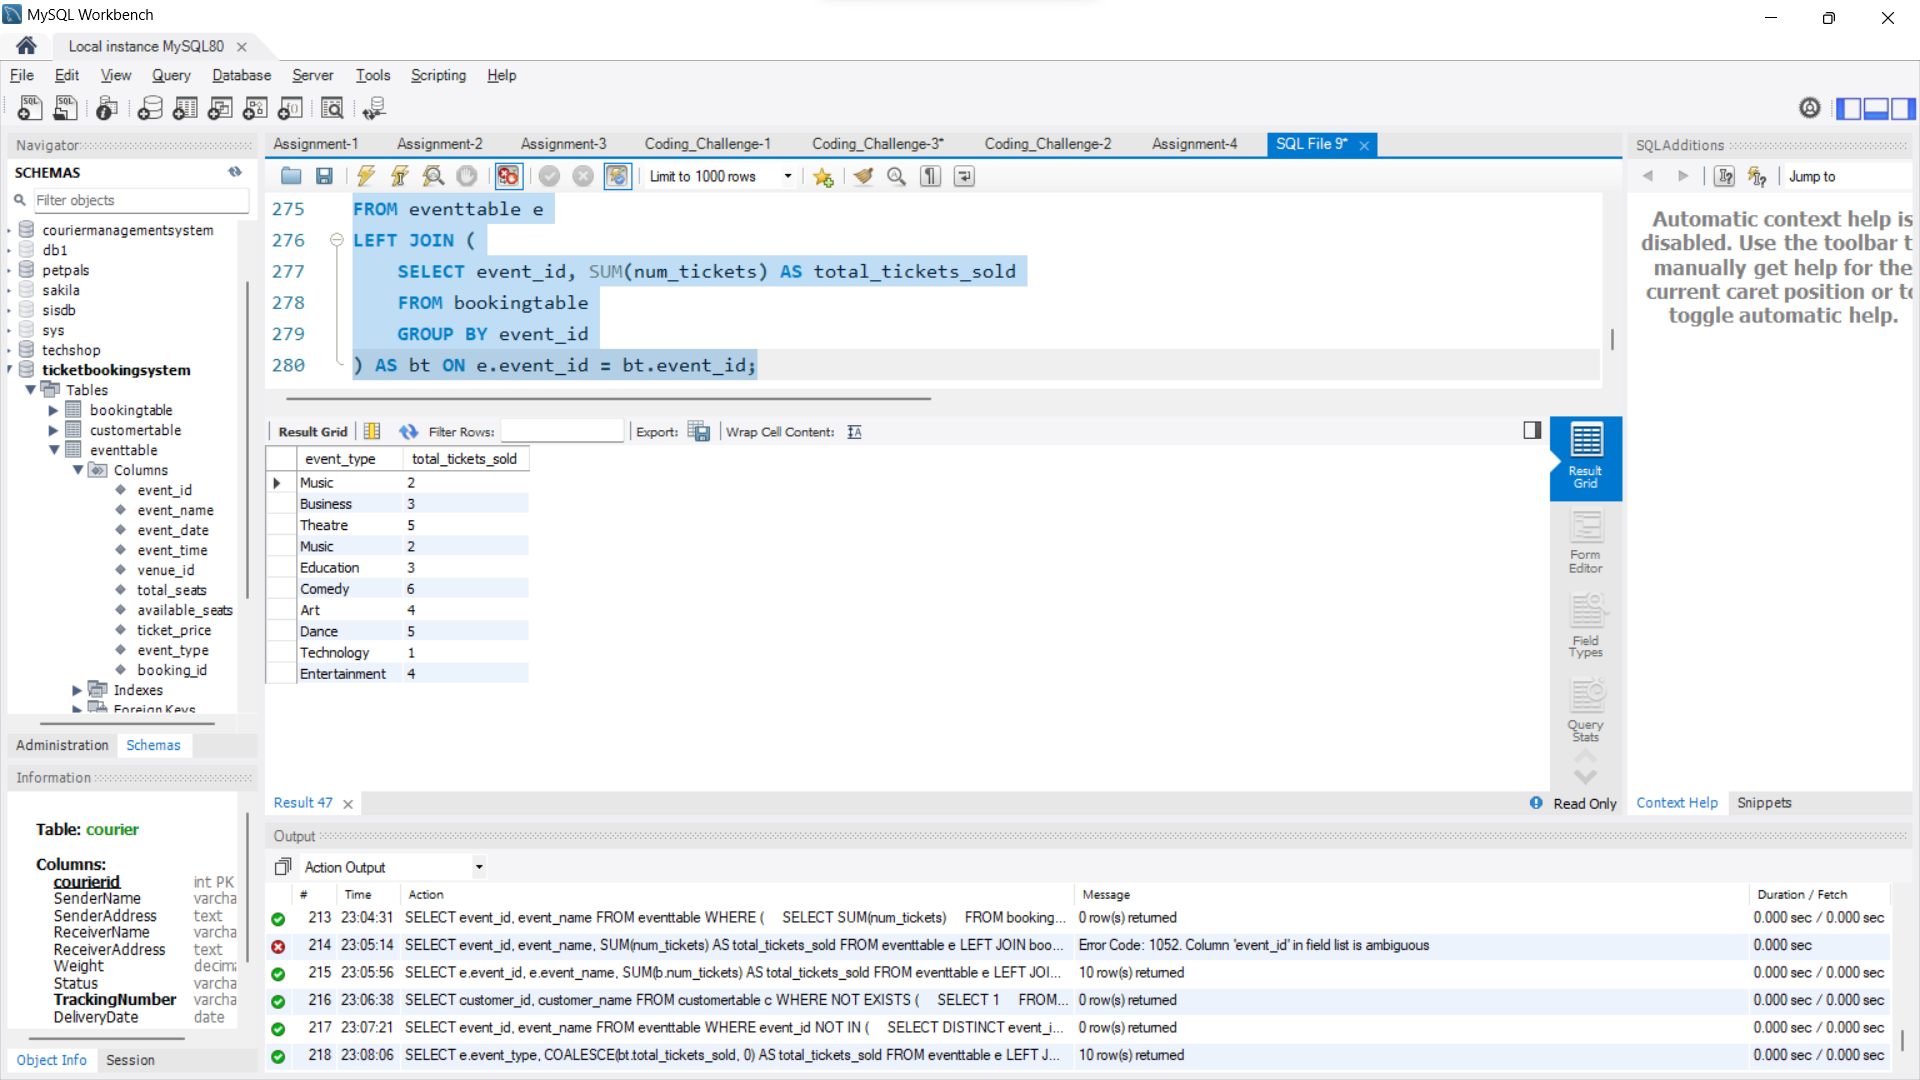 MySQL Workbench
Local instance MySQL80
File Edit View Query Database Server Tools Scripting Help
Navigator
SCHEMAS
Filter objects
couriermanagementsystem
db1
petpals
sakila
sisdb
sys
techshop
ticketbookingsystem
Tables
bookingtable
customertable
eventtable
Columns
event_id
event_name
event_date
event_time
venue_id
total_seats
available_seats
ticket_price
event_type
booking_id
Indexes
Foreign Keys
Administration Schemas
Information
Table: courier
Columns:
courierid int PK
SenderName varcha
SenderAddress text
ReceiverName varcha
ReceiverAddress text
Weight decim
Status varcha
TrackingNumber varcha
DeliveryDate date
Object Info Session
Assignment-1 Assignment-2 Assignment-3 Coding_Challenge-1 Coding_Challenge-3* Coding_Challenge-2 Assignment-4 SQL File 9*
Limit to 1000 rows
275 FROM eventtable e
276 LEFT JOIN (
277 SELECT event_id, SUM(num_tickets) AS total_tickets_sold
278 FROM bookingtable
279 GROUP BY event_id
280 ) AS bt ON e.event_id = bt.event_id;
Result Grid Filter Rows: Export: Wrap Cell Content:
event_type total_tickets_sold
Music 2
Business 3
Theatre 5
Music 2
Education 3
Comedy 6
Art 4
Dance 5
Technology 1
Entertainment 4
Result Grid
Form Editor
Field Types
Query Stats
Result 47
Read Only
SQLAdditions
Jump to
Automatic context help is
disabled. Use the toolbar t
manually get help for the
current caret position or to
toggle automatic help.
Context Help Snippets
Output
Action Output
# Time Action Message Duration / Fetch
213 23:04:31 SELECT event_id, event_name FROM eventtable WHERE ( SELECT SUM(num_tickets) FROM booking... 0 row(s) returned 0.000 sec / 0.000 sec
214 23:05:14 SELECT event_id, event_name, SUM(num_tickets) AS total_tickets_sold FROM eventtable e LEFT JOIN boo... Error Code: 1052. Column 'event_id' in field list is ambiguous 0.000 sec
215 23:05:56 SELECT e.event_id, e.event_name, SUM(b.num_tickets) AS total_tickets_sold FROM eventtable e LEFT JOI... 10 row(s) returned 0.000 sec / 0.000 sec
216 23:06:38 SELECT customer_id, customer_name FROM customertable c WHERE NOT EXISTS ( SELECT 1 FROM... 0 row(s) returned 0.000 sec / 0.000 sec
217 23:07:21 SELECT event_id, event_name FROM eventtable WHERE event_id NOT IN ( SELECT DISTINCT event_i... 0 row(s) returned 0.000 sec / 0.000 sec
218 23:08:06 SELECT e.event_type, COALESCE(bt.total_tickets_sold, 0) AS total_tickets_sold FROM eventtable e LEFT J... 10 row(s) returned 0.000 sec / 0.000 sec